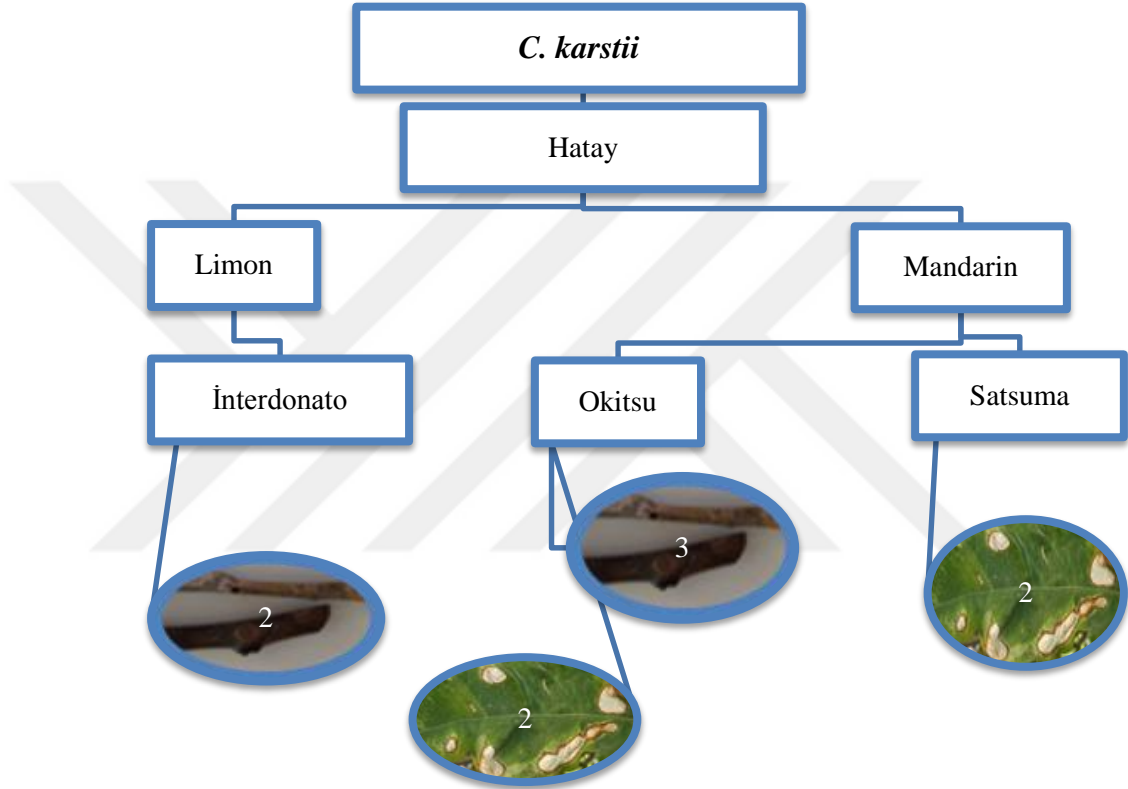 C. karstii
Hatay
Limon
Mandarin
İnterdonato
Okitsu
Satsuma
3
2
2
2